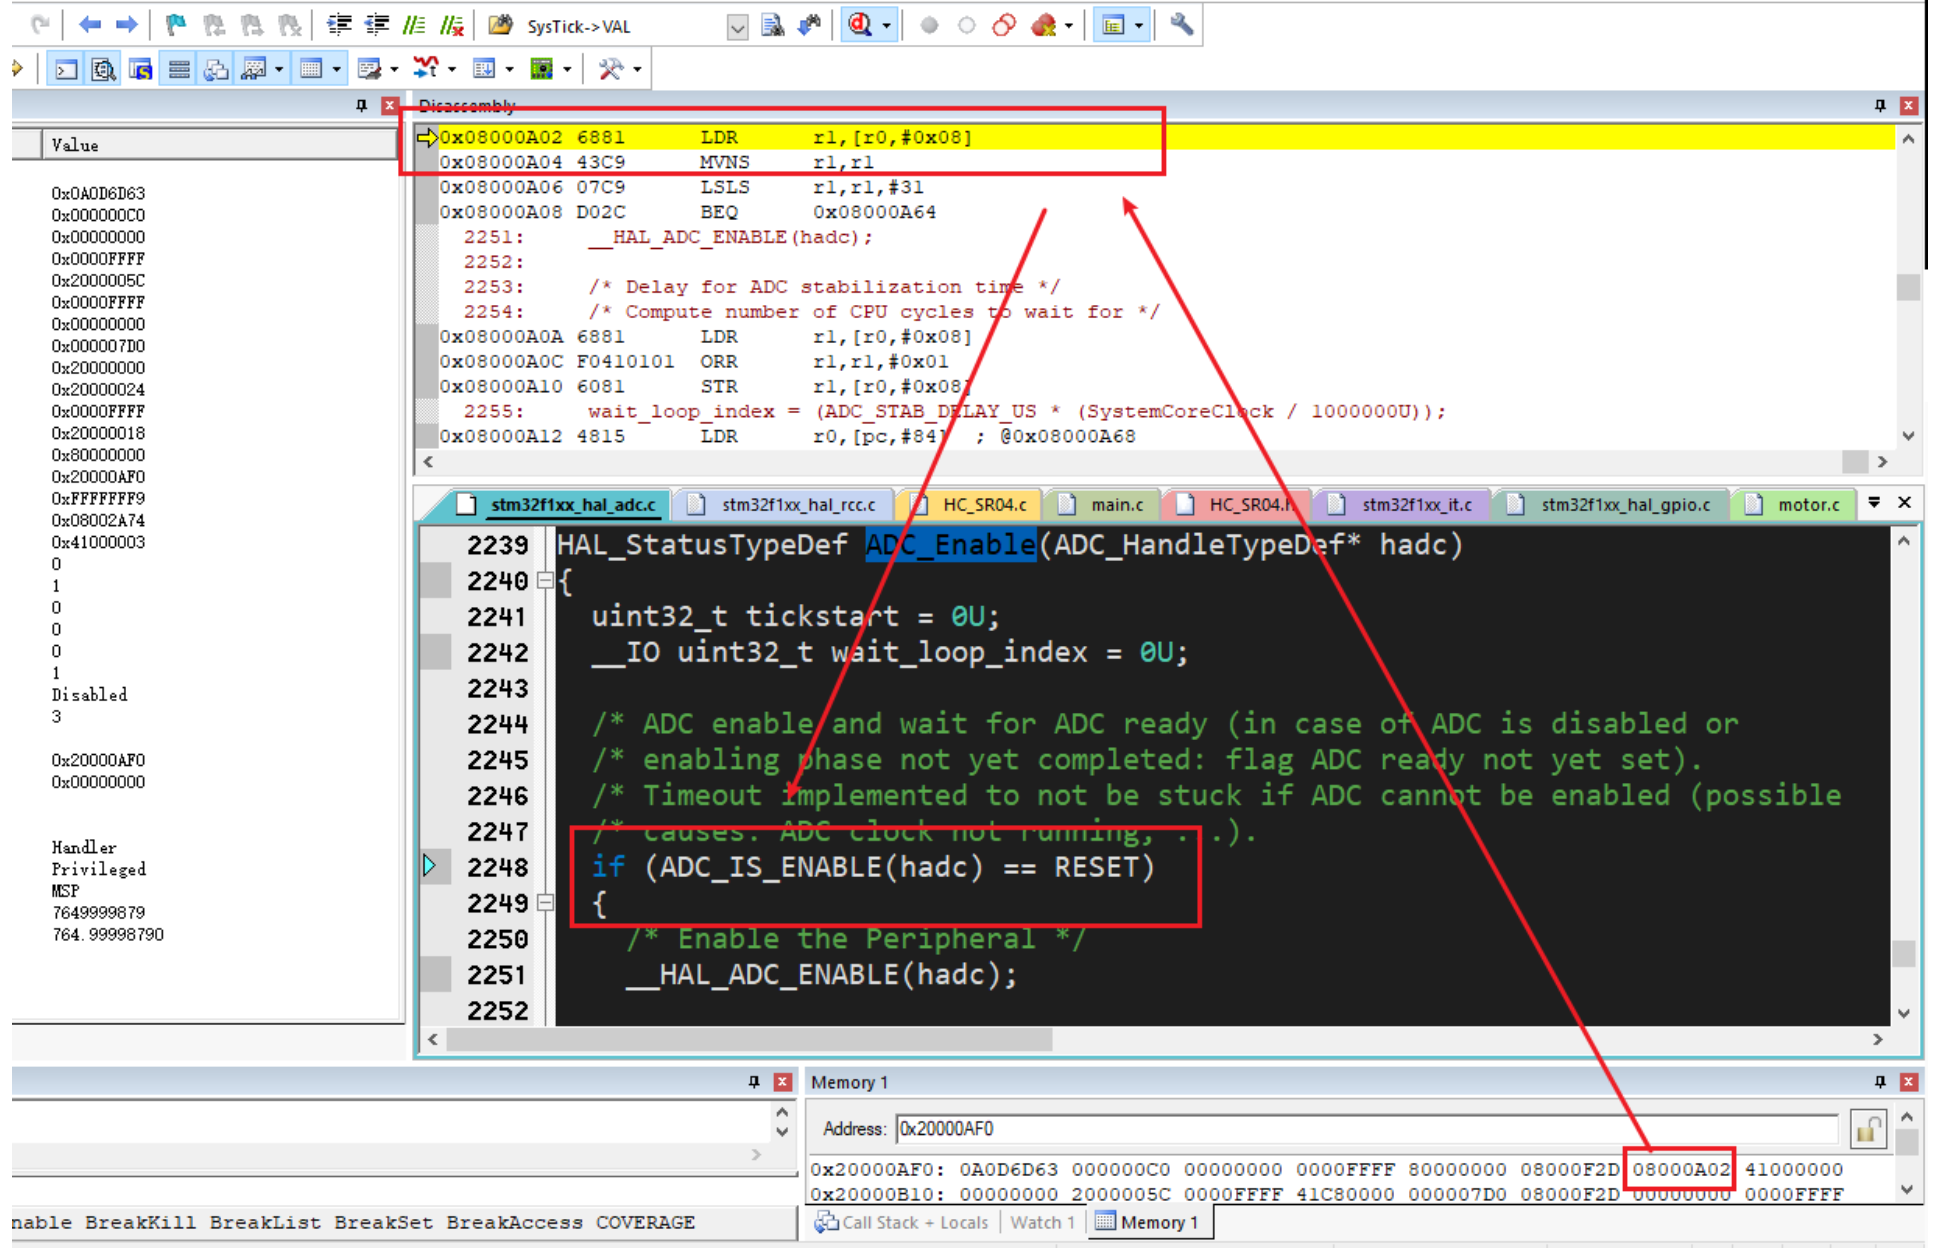 SysTick->VAL
Disassembly
Value
0x0A0D6D63
0x000000C0
0x00000000
0x0000FFFF
0x2000005C
0x0000FFFF
0x00000000
0x000007D0
0x20000000
0x20000024
0x0000FFFF
0x20000018
0x80000000
0x20000AF0
0xFFFFFFF9
0x08002A74
0x41000003
0
1
0
0
0
1
Disabled
3
0x20000AF0
0x00000000
Handler
Privileged
MSP
7649999879
764.99998790
0x08000A02 6881 LDR r1,[r0,#0x08]
0x08000A04 43C9 MVNS r1,r1
0x08000A06 07C9 LSLS r1,r1,#31
0x08000A08 D02C BEQ 0x08000A64
2251: __HAL_ADC_ENABLE(hadc);
2252:
2253: /* Delay for ADC stabilization time */
2254: /* Compute number of CPU cycles to wait for */
0x08000A0A 6881 LDR r1,[r0,#0x08]
0x08000A0C F0410101 ORR r1,r1,#0x01
0x08000A10 6081 STR r1,[r0,#0x08]
2255: wait_loop_index = (ADC_STAB_DELAY_US * (SystemCoreClock / 1000000U));
0x08000A12 4815 LDR r0,[pc,#84] ; @0x08000A68
stm32f1xx_hal_adc.c stm32f1xx_hal_rcc.c HC_SR04.c main.c HC_SR04.h stm32f1xx_it.c stm32f1xx_hal_gpio.c motor.c
2239 HAL_StatusTypeDef ADC_Enable(ADC_HandleTypeDef* hadc)
2240 {
2241 uint32_t tickstart = 0U;
2242 __IO uint32_t wait_loop_index = 0U;
2243
2244 /* ADC enable and wait for ADC ready (in case of ADC is disabled or
2245 /* enabling phase not yet completed: flag ADC ready not yet set).
2246 /* Timeout implemented to not be stuck if ADC cannot be enabled (possible
2247 /* causes: ADC clock not running, ...).
2248 if (ADC_IS_ENABLE(hadc) == RESET)
2249 {
2250 /* Enable the Peripheral */
2251 __HAL_ADC_ENABLE(hadc);
2252
Memory 1
Address: 0x20000AF0
0x20000AF0: 0A0D6D63 000000C0 00000000 0000FFFF 80000000 08000F2D 08000A02 41000000
0x20000B10: 00000000 2000005C 0000FFFF 41C80000 000007D0 08000F2D 00000000 0000FFFF
nable BreakKill BreakList BreakSet BreakAccess COVERAGE
Call Stack + Locals Watch 1 Memory 1